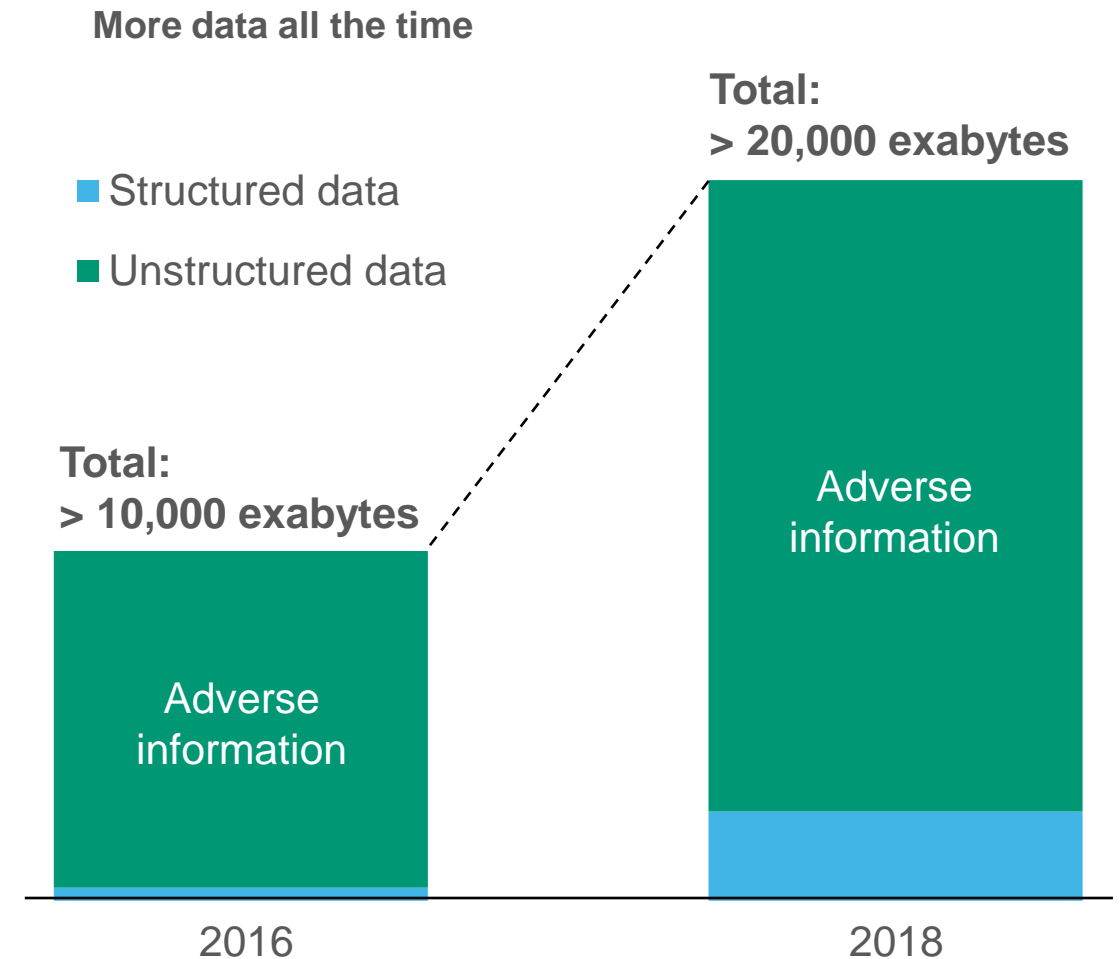 More data all the time
Total:
> 20,000 exabytes
Structured data
Unstructured data
Total:
> 10,000 exabytes
Adverse
information
Adverse
information
2016
2018